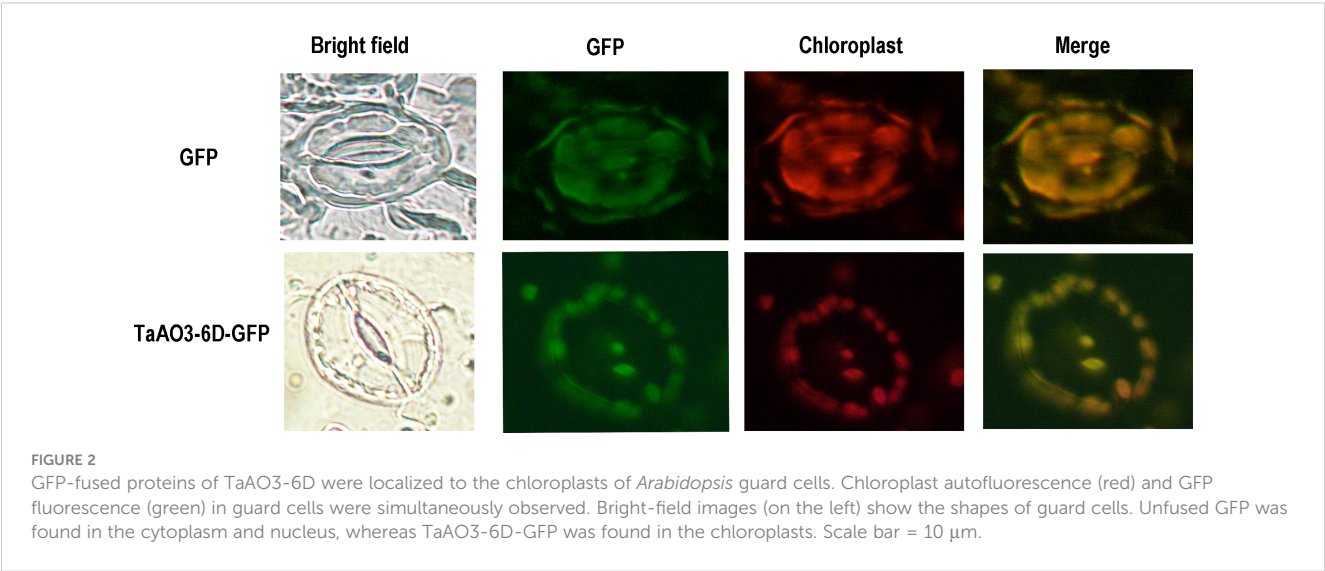 Bright field GFP Chloroplast Merge
GFP
TaAO3-6D-GFP
FIGURE 2
GFP-fused proteins of TaAO3-6D were localized to the chloroplasts of Arabidopsis guard cells. Chloroplast autofluorescence (red) and GFP
fluorescence (green) in guard cells were simultaneously observed. Bright-field images (on the left) show the shapes of guard cells. Unfused GFP was
found in the cytoplasm and nucleus, whereas TaAO3-6D-GFP was found in the chloroplasts. Scale bar = 10 μm.